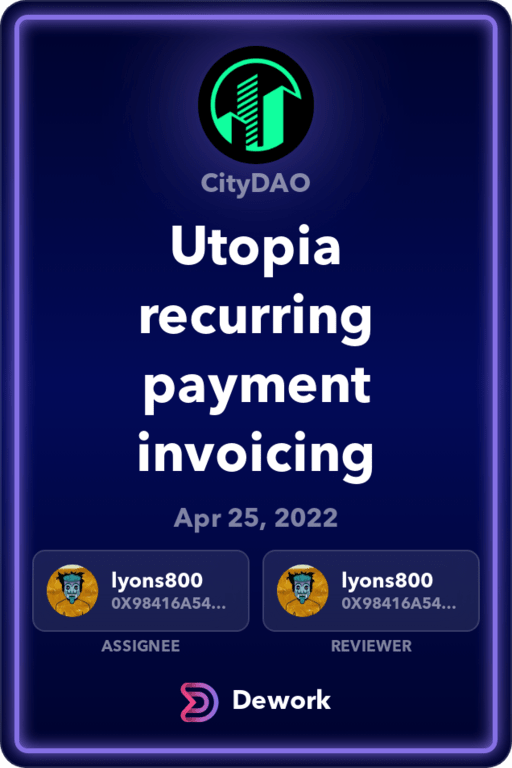 CityDAO
Utopia
recurring
payment
invoicing
Apr 25, 2022
lyons800
0X98416A54...
lyons800
0X98416A54...
ASSIGNEE
REVIEWER
Dework